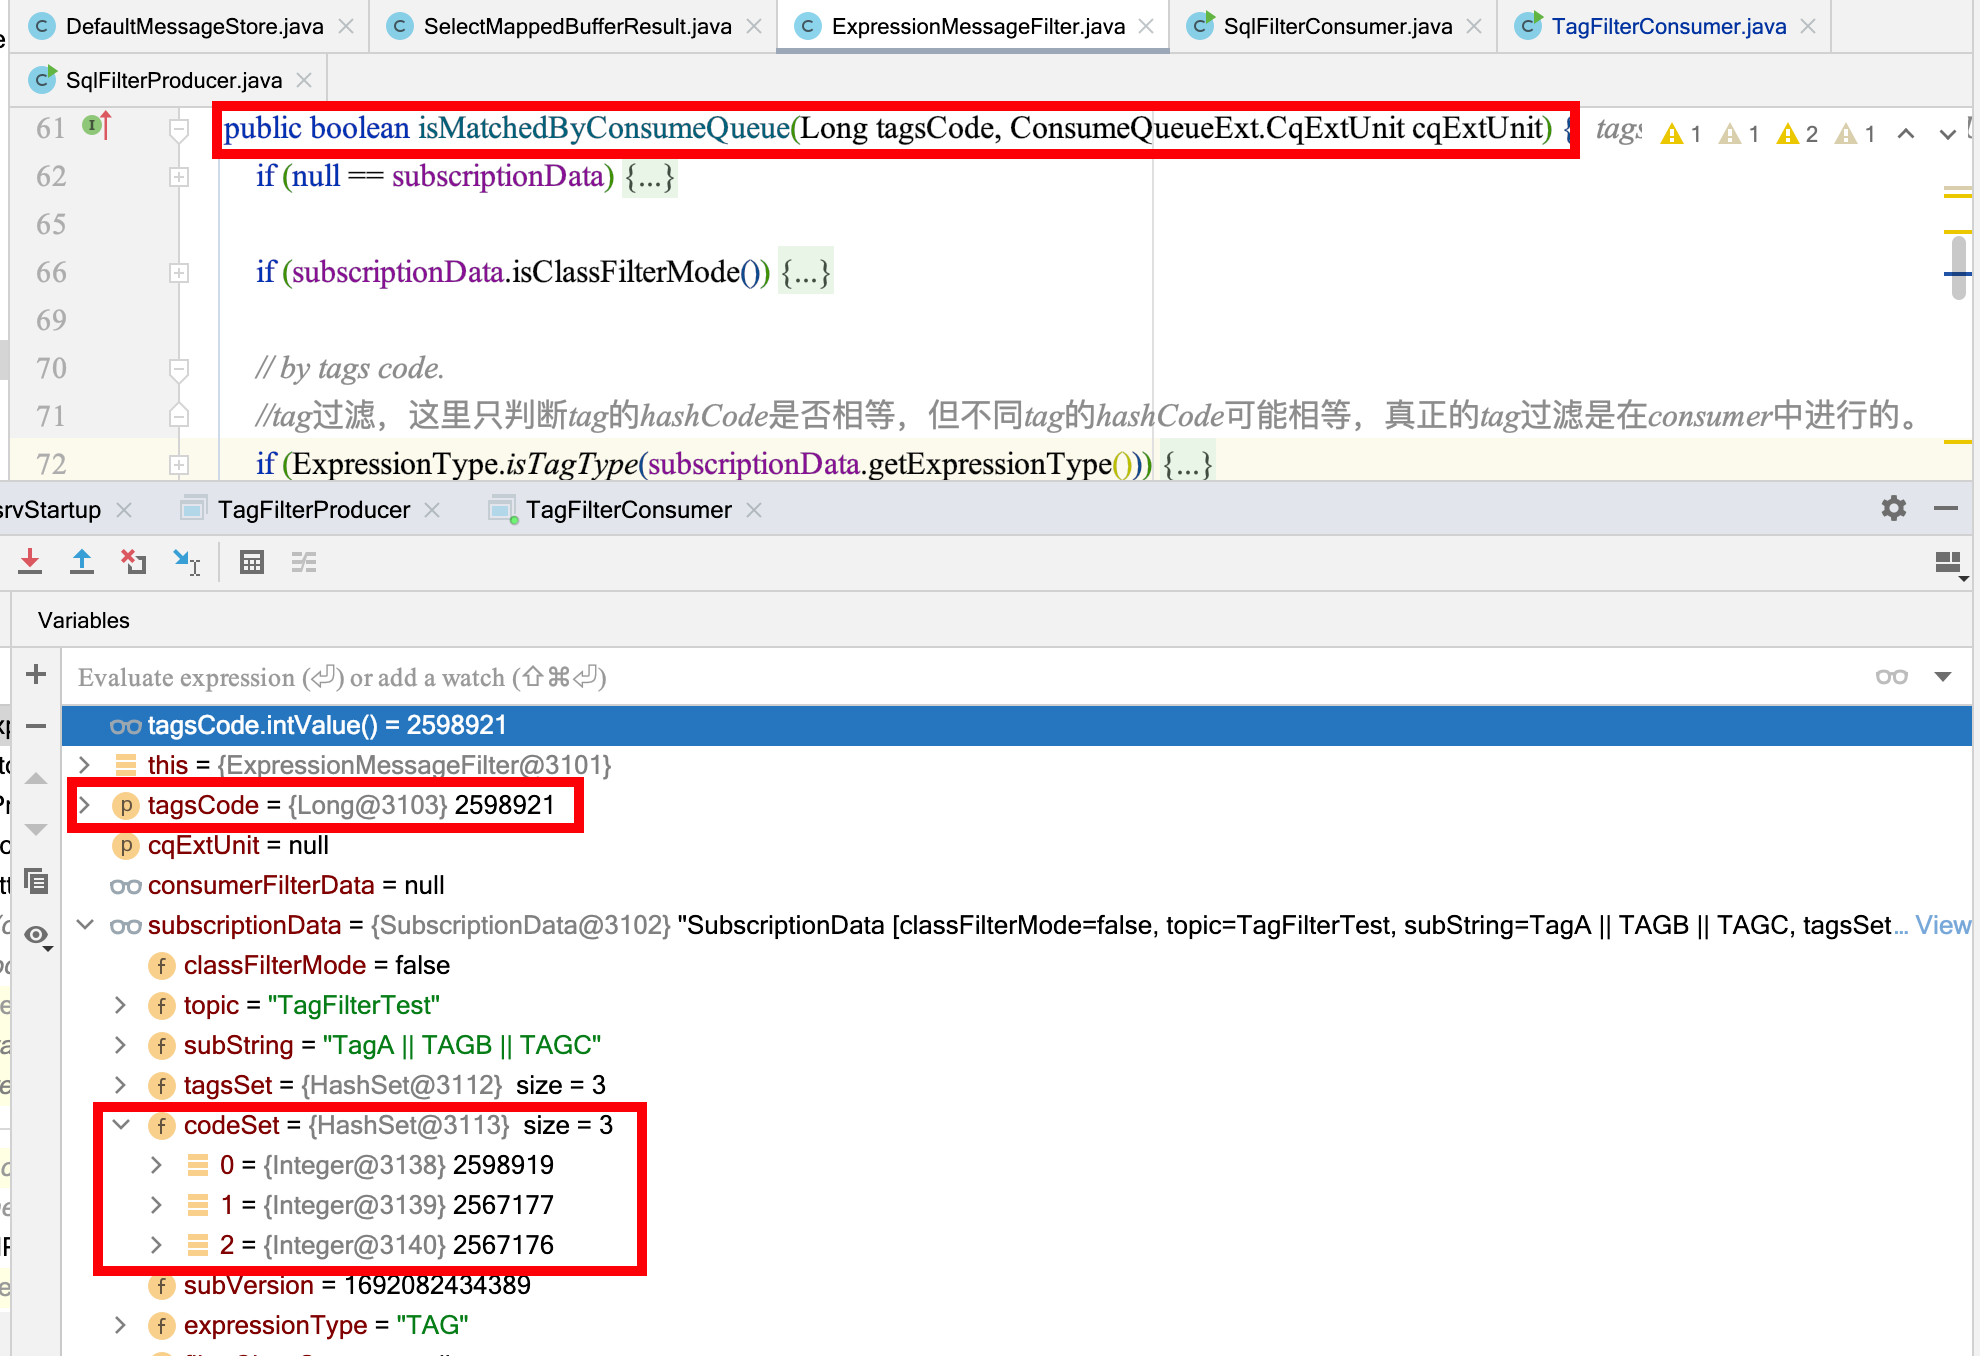 DefaultMessageStore.java SelectMappedBufferResult.java ExpressionMessageFilter.java SqlFilterConsumer.java TagFilterConsumer.java
SqlFilterProducer.java
61 public boolean isMatchedByConsumeQueue(Long tagsCode, ConsumeQueueExt.CqExtUnit cqExtUnit) { tags 1 1 2 1
62 if (null == subscriptionData) {...}
65
66 if (subscriptionData.isClassFilterMode()) {...}
69
70 // by tags code.
71 //tag过滤，这里只判断tag的hashCode是否相等，但不同tag的hashCode可能相等，真正的tag过滤是在consumer中进行的。
72 if (ExpressionType.isTagType(subscriptionData.getExpressionType())) {...}
srvStartup TagFilterProducer TagFilterConsumer
Variables
Evaluate expression (⏎) or add a watch (⇧⌘⏎)
tagsCode.intValue() = 2598921
this = {ExpressionMessageFilter@3101}
tagsCode = {Long@3103} 2598921
cqExtUnit = null
consumerFilterData = null
subscriptionData = {SubscriptionData@3102} "SubscriptionData [classFilterMode=false, topic=TagFilterTest, subString=TagA || TAGB || TAGC, tagsSet... View
classFilterMode = false
topic = "TagFilterTest"
subString = "TagA || TAGB || TAGC"
tagsSet = {HashSet@3112} size = 3
codeSet = {HashSet@3113} size = 3
0 = {Integer@3138} 2598919
1 = {Integer@3139} 2567177
2 = {Integer@3140} 2567176
subVersion = 1692082434389
expressionType = "TAG"